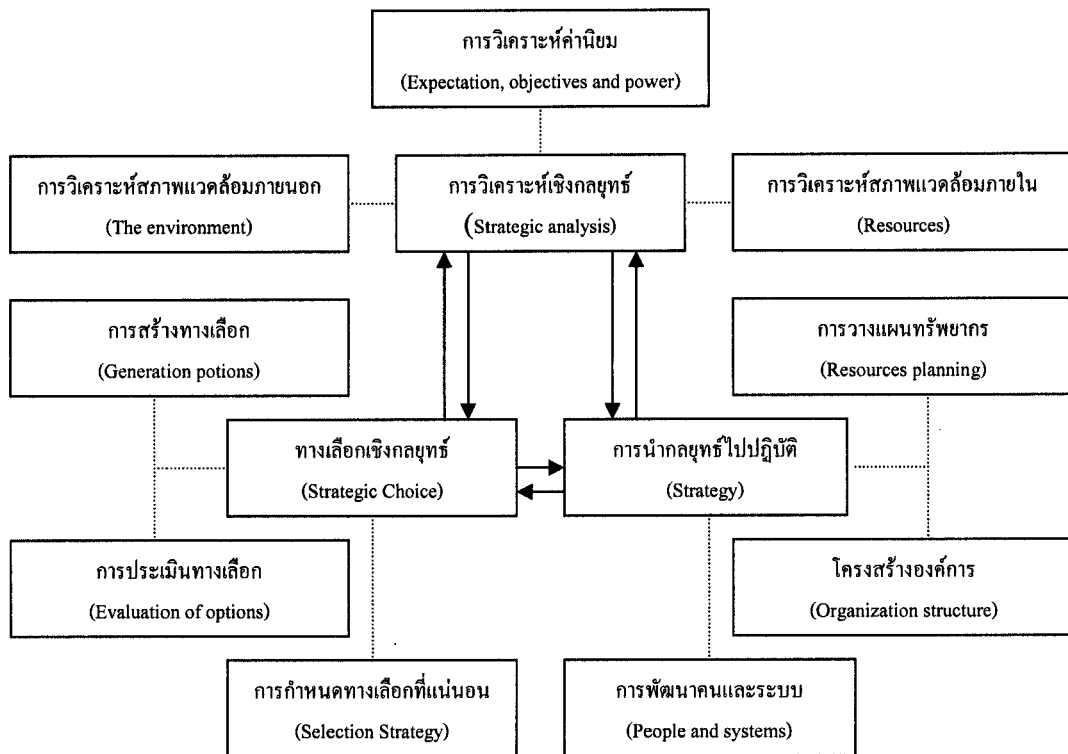 การวิเคราะห์ค่านิยม
(Expectation, objectives and power)
การวิเคราะห์สภาพแวดล้อมภายนอก
(The environment)
การวิเคราะห์เชิงกลยุทธ์
(Strategic analysis)
การวิเคราะห์สภาพแวดล้อมภายใน
(Resources)
การสร้างทางเลือก
(Generation potions)
การวางแผนทรัพยากร
(Resources planning)
ทางเลือกเชิงกลยุทธ์
(Strategic Choice)
การนำกลยุทธ์ไปปฏิบัติ
(Strategy)
การประเมินทางเลือก
(Evaluation of options)
โครงสร้างองค์การ
(Organization structure)
การกำหนดทางเลือกที่แน่นอน
(Selection Strategy)
การพัฒนาคนและระบบ
(People and systems)